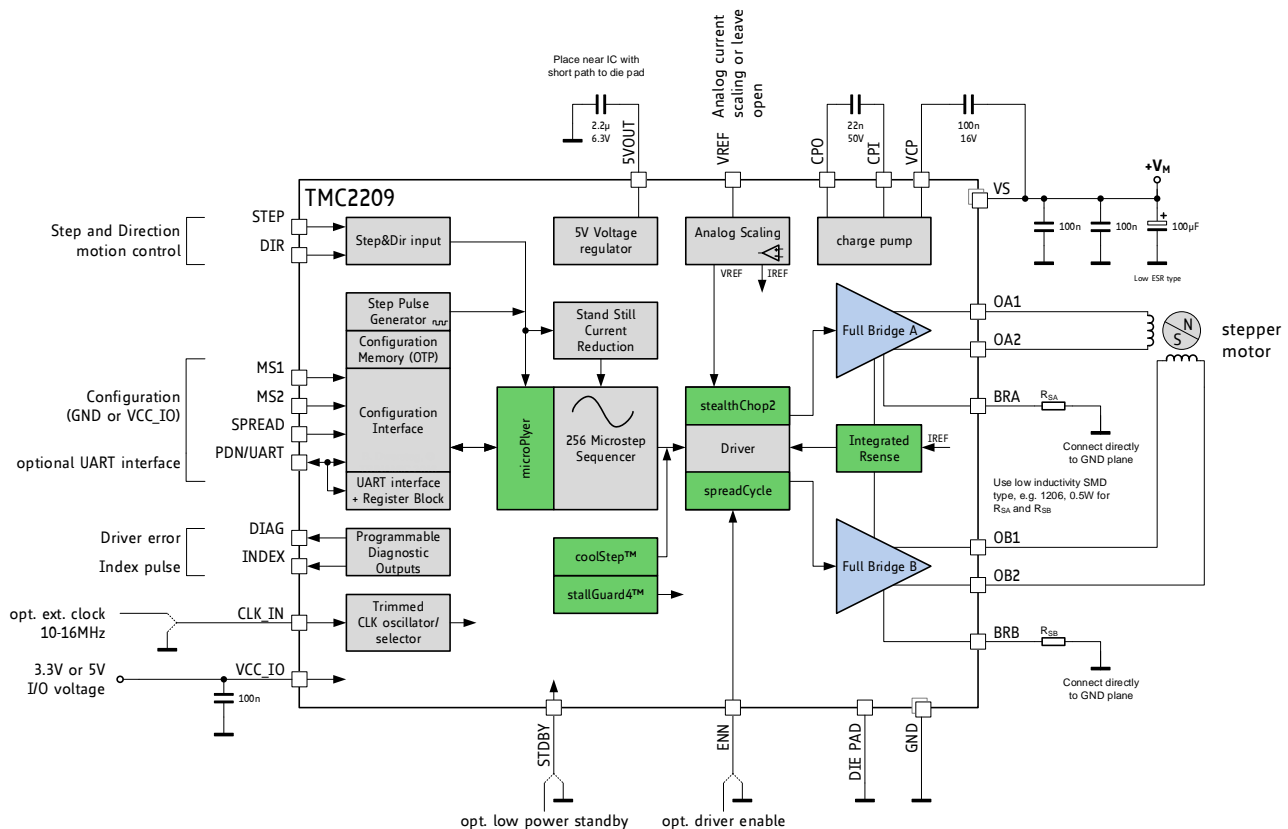 Place near IC with
short path to die pad
2.2µ
6.3V
5VOUT
Analog current
scaling or leave
open
VREF
22n
50V
CPO
CPI
100n
16V
VCP
+VM
VS
100n
100n
100µF
+
Low ESR type
TMC2209
Step and Direction
motion control
STEP
DIR
Step&Dir input
5V Voltage
regulator
Analog Scaling
VREF
IREF
charge pump
Step Pulse
Generator
Configuration
Memory (OTP)
Stand Still
Current
Reduction
Full Bridge A
OA1
OA2
N
S
stepper
motor
Configuration
(GND or VCC_IO)
optional UART interface
MS1
MS2
SPREAD
PDN/UART
Configuration
Interface
UART interface
+ Register Block
microPlyer
256 Microstep
Sequencer
stealthChop2
Driver
spreadCycle
Integrated
Rsense
IREF
BRA
RSA
Connect directly
to GND plane
Use low inductivity SMD
type, e.g. 1206, 0.5W for
RSA and RSB
Driver error
Index pulse
DIAG
INDEX
Programmable
Diagnostic
Outputs
coolStep™
stallGuard4™
Full Bridge B
OB1
OB2
opt. ext. clock
10-16MHz
CLK_IN
Trimmed
CLK oscillator/
selector
BRB
RSB
Connect directly
to GND plane
3.3V or 5V
I/O voltage
VCC_IO
100n
STDBY
ENN
DIE PAD
GND
opt. low power standby
opt. driver enable